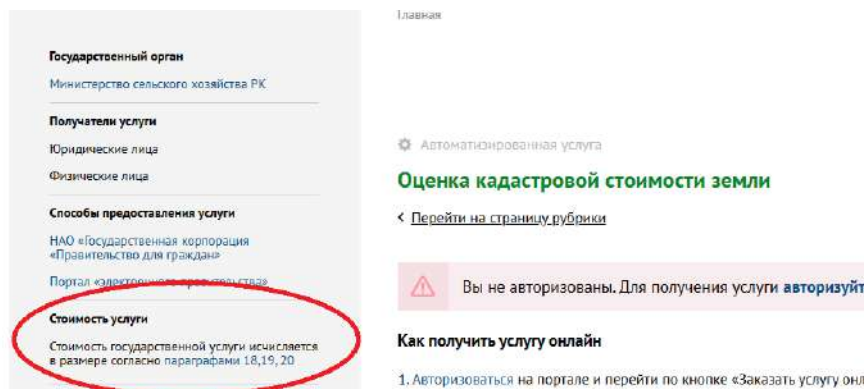 Государственный орган
Министерство сельского хозяйства РК
Получатели услуги
Юридические лица
Физические лица
Способы предоставления услуги
НАО «Государственная корпорация
«Правительство для граждан»
Портал «электронного правительства»
Стоимость услуги
Стоимость государственной услуги исчисляется
в размере согласно параграфами 18,19, 20
Главная
Автоматизированная услуга
Оценка кадастровой стоимости земли
< Перейти на страницу рубрики
Вы не авторизованы. Для получения услуги авторизуйт
Как получить услугу онлайн
1. Авторизоваться на портале и перейти по кнопке «Заказать услугу онл